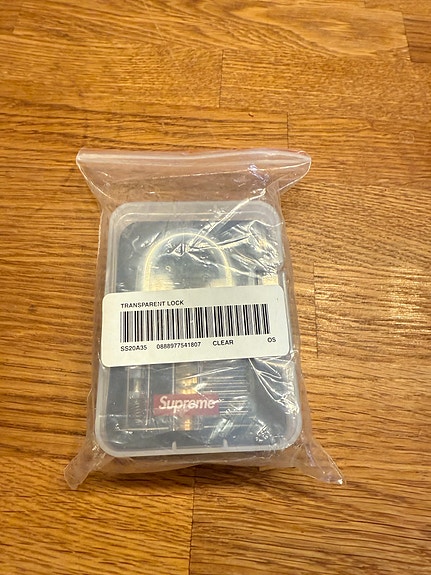 TRANSPARENT LOCK
SS20A35 0888977541807 CLEAR OS
Supreme